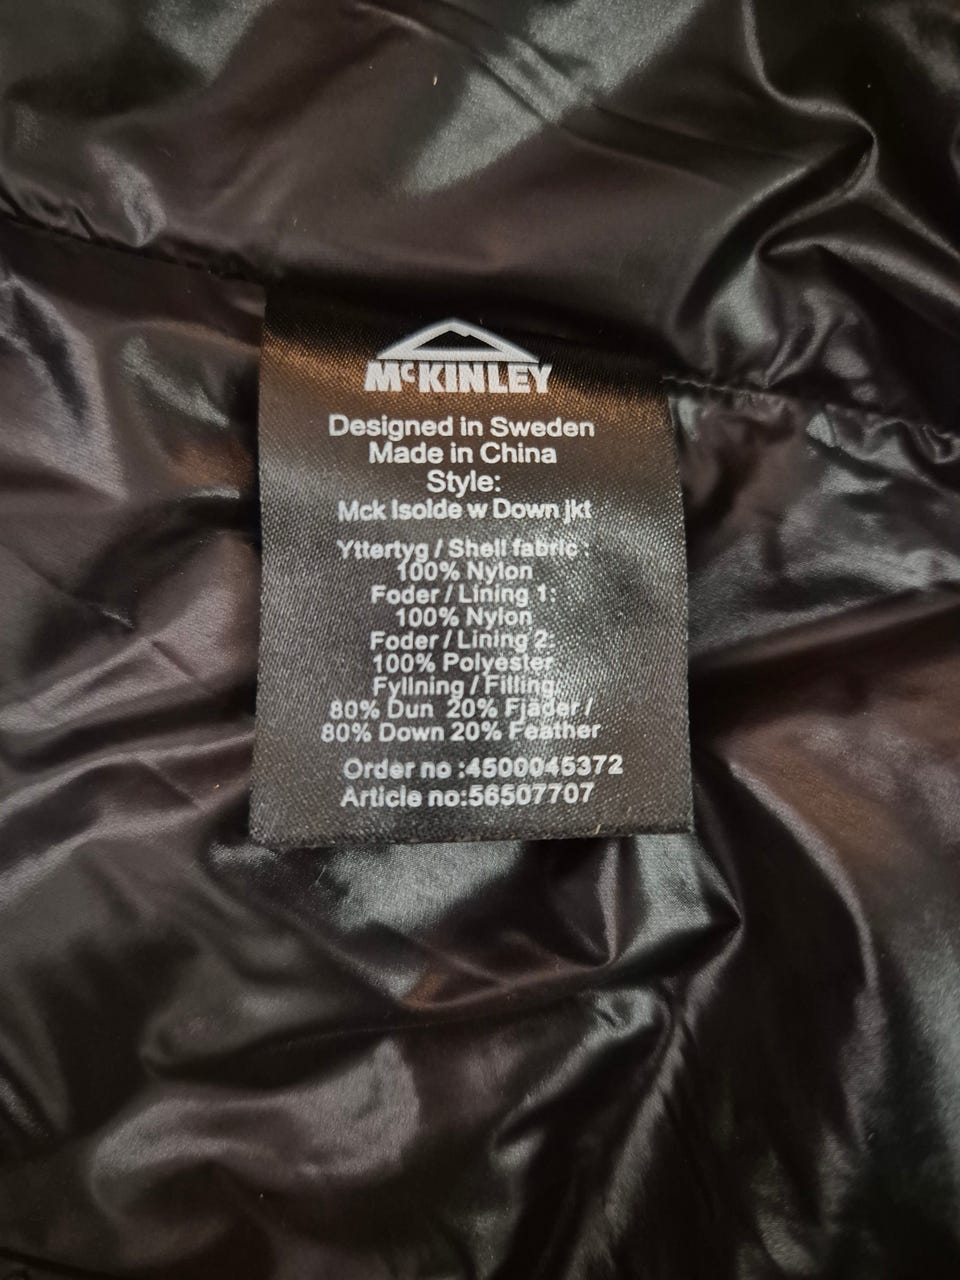 McKINLEY
Designed in Sweden
Made in China
Style:
Mck Isolde w Down jkt
Yttertyg / Shell fabric :
100% Nylon
Foder / Lining 1:
100% Nylon
Foder / Lining 2:
100% Polyester
Fyllning / Filling:
80% Dun 20% Fjäder /
80% Down 20% Feather
Order no :4500045372
Article no:56507707